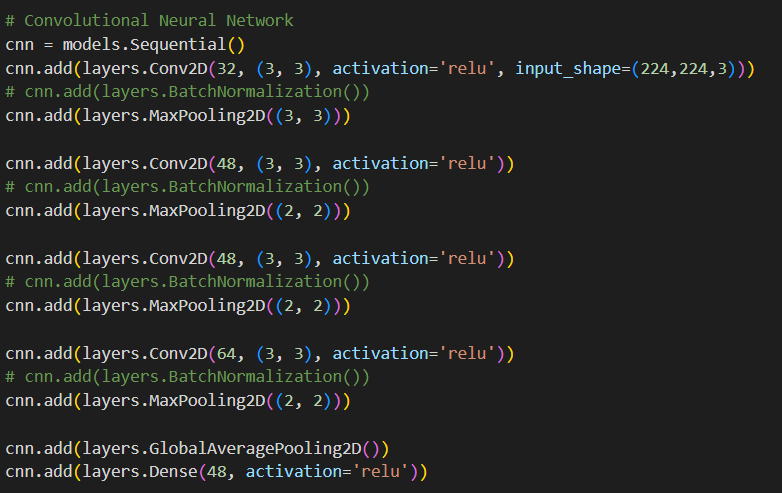 # Convolutional Neural Network
cnn = models.Sequential()
cnn.add(layers.Conv2D(32, (3, 3), activation='relu', input_shape=(224,224,3)))
# cnn.add(layers.BatchNormalization())
cnn.add(layers.MaxPooling2D((3, 3)))

cnn.add(layers.Conv2D(48, (3, 3), activation='relu'))
# cnn.add(layers.BatchNormalization())
cnn.add(layers.MaxPooling2D((2, 2)))

cnn.add(layers.Conv2D(48, (3, 3), activation='relu'))
# cnn.add(layers.BatchNormalization())
cnn.add(layers.MaxPooling2D((2, 2)))

cnn.add(layers.Conv2D(64, (3, 3), activation='relu'))
# cnn.add(layers.BatchNormalization())
cnn.add(layers.MaxPooling2D((2, 2)))

cnn.add(layers.GlobalAveragePooling2D())
cnn.add(layers.Dense(48, activation='relu'))